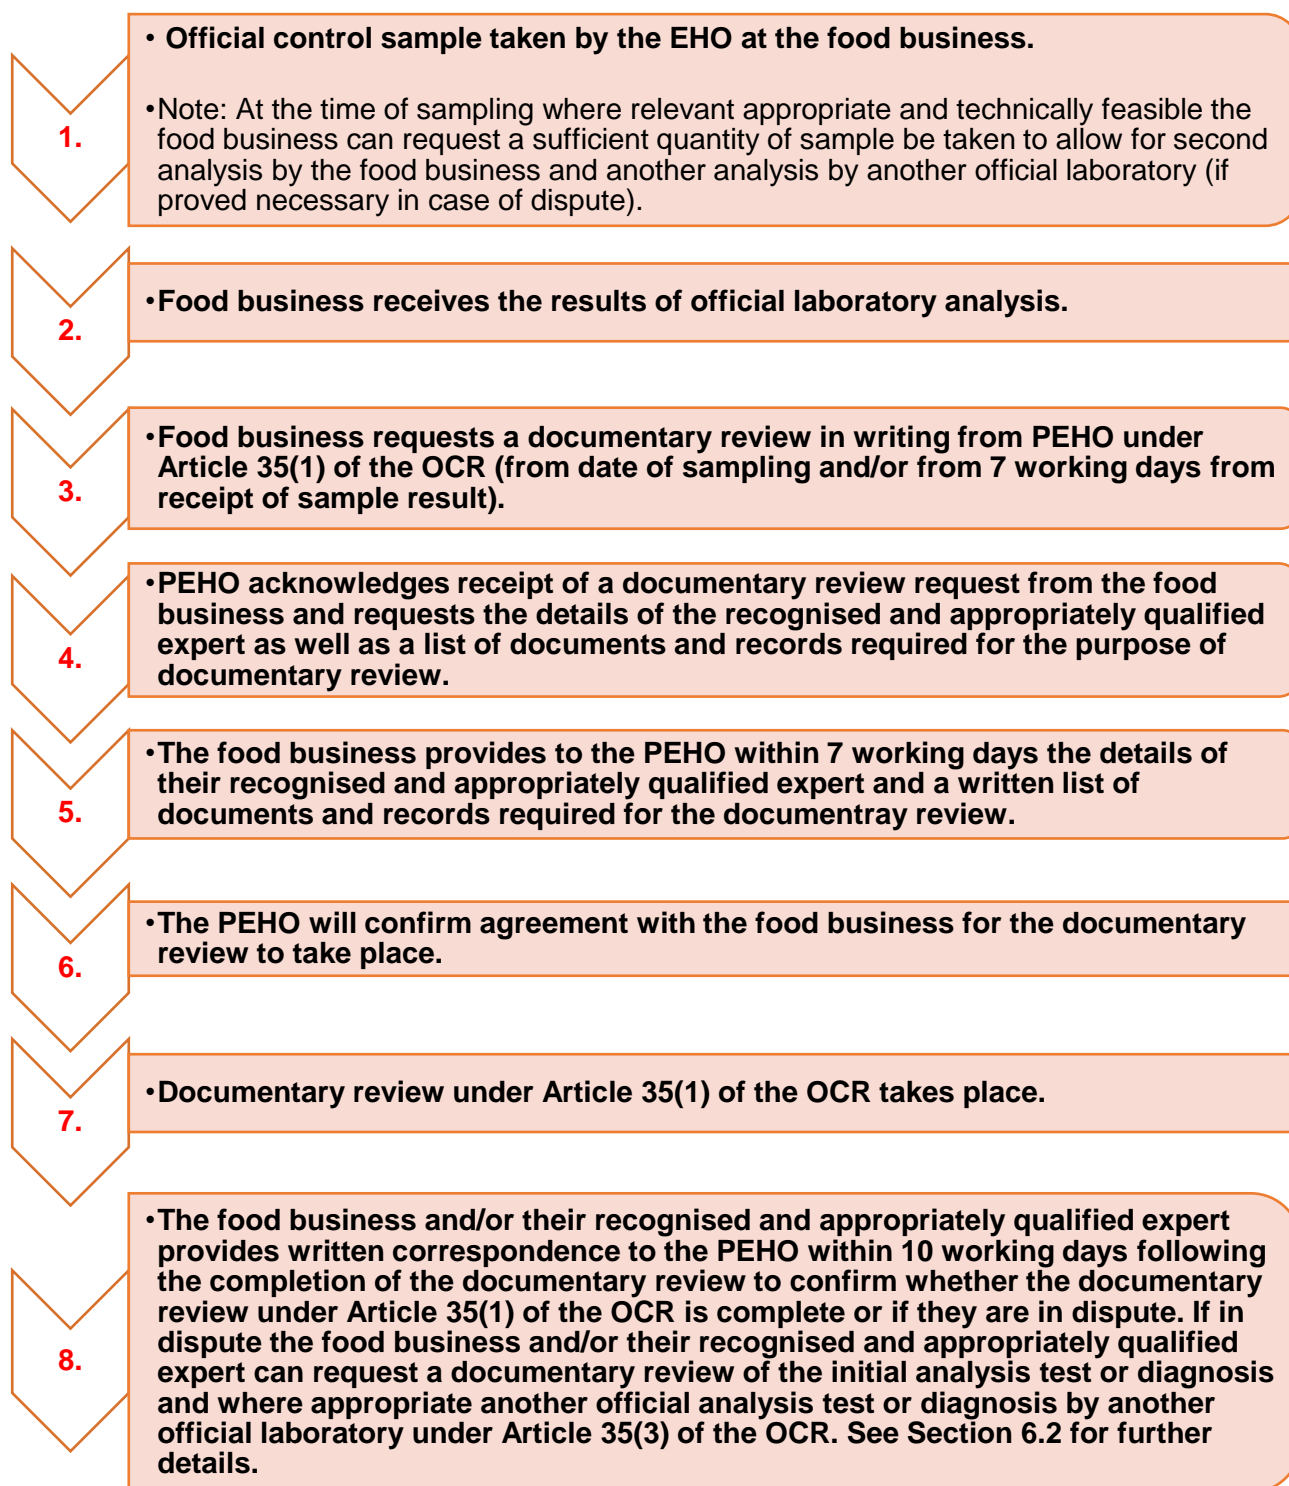 1.
• Official control sample taken by the EHO at the food business.
•Note: At the time of sampling where relevant appropriate and technically feasible the
food business can request a sufficient quantity of sample be taken to allow for second
analysis by the food business and another analysis by another official laboratory (if
proved necessary in case of dispute).
2.
•Food business receives the results of official laboratory analysis.
3.
•Food business requests a documentary review in writing from PEHO under
Article 35(1) of the OCR (from date of sampling and/or from 7 working days from
receipt of sample result).
4.
•PEHO acknowledges receipt of a documentary review request from the food
business and requests the details of the recognised and appropriately qualified
expert as well as a list of documents and records required for the purpose of
documentary review.
5.
•The food business provides to the PEHO within 7 working days the details of
their recognised and appropriately qualified expert and a written list of
documents and records required for the documentray review.
6.
•The PEHO will confirm agreement with the food business for the documentary
review to take place.
7.
•Documentary review under Article 35(1) of the OCR takes place.
8.
•The food business and/or their recognised and appropriately qualified expert
provides written correspondence to the PEHO within 10 working days following
the completion of the documentary review to confirm whether the documentary
review under Article 35(1) of the OCR is complete or if they are in dispute. If in
dispute the food business and/or their recognised and appropriately qualified
expert can request a documentary review of the initial analysis test or diagnosis
and where appropriate another official analysis test or diagnosis by another
official laboratory under Article 35(3) of the OCR. See Section 6.2 for further
details.